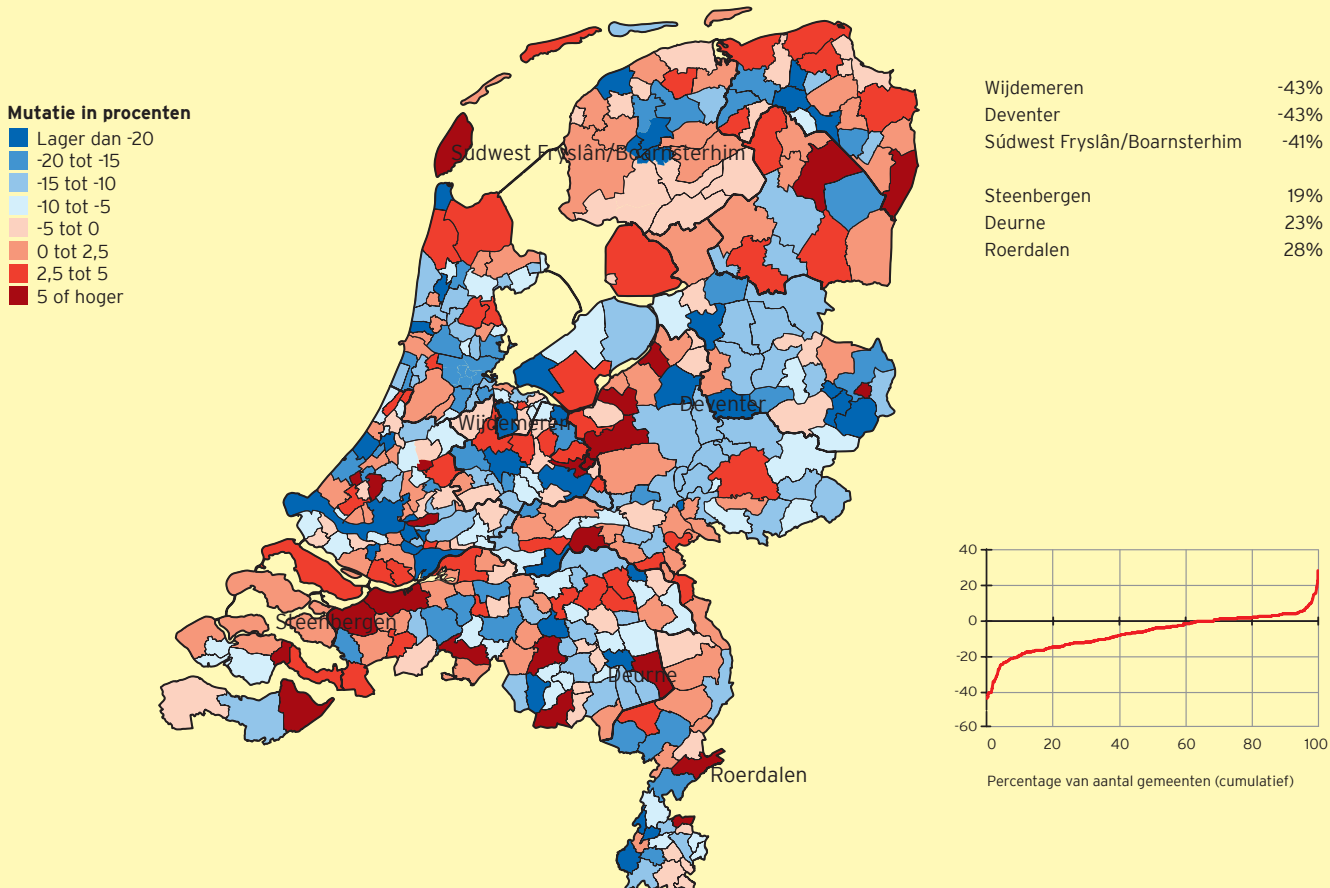 Mutatie in procenten
Lager dan -20
-20 tot -15
-15 tot -10
-10 tot -5
-5 tot 0
0 tot 2,5
2,5 tot 5
5 of hoger
Súdwest Fryslân/Boarnsterhim
Deventer
Wijdemeren
Steenbergen
Deurne
Roerdalen
Wijdemeren -43%
Deventer -43%
Súdwest Fryslân/Boarnsterhim -41%
Steenbergen 19%
Deurne 23%
Roerdalen 28%
40
20
0
-20
-40
-60
0 20 40 60 80 100
Percentage van aantal gemeenten (cumulatief)